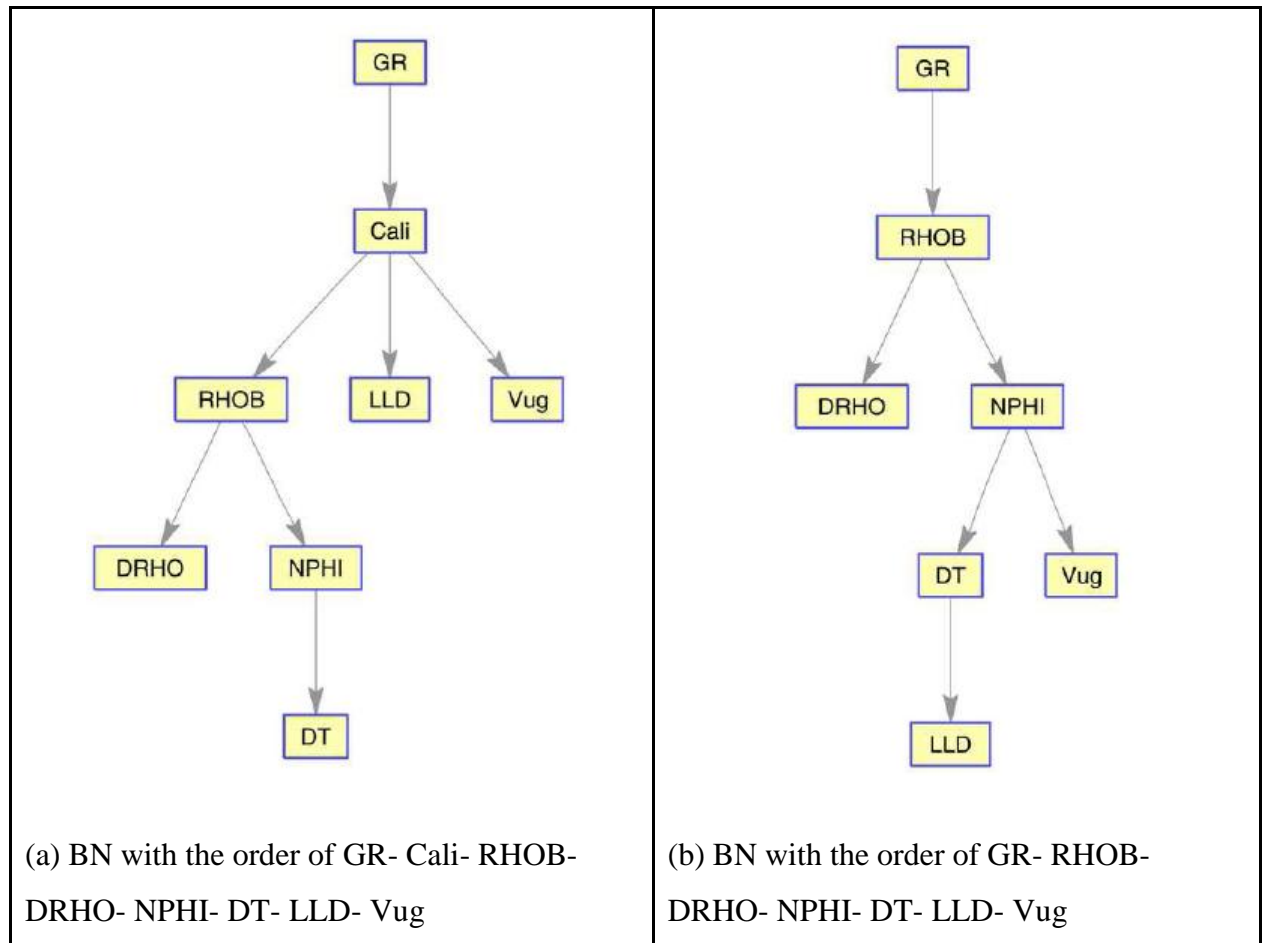 GR
Cali
RHOB LLD Vug
DRHO NPHI
DT
(a) BN with the order of GR- Cali- RHOB-
DRHO- NPHI- DT- LLD- Vug
GR
RHOB
DRHO NPHI
DT Vug
LLD
(b) BN with the order of GR- RHOB-
DRHO- NPHI- DT- LLD- Vug